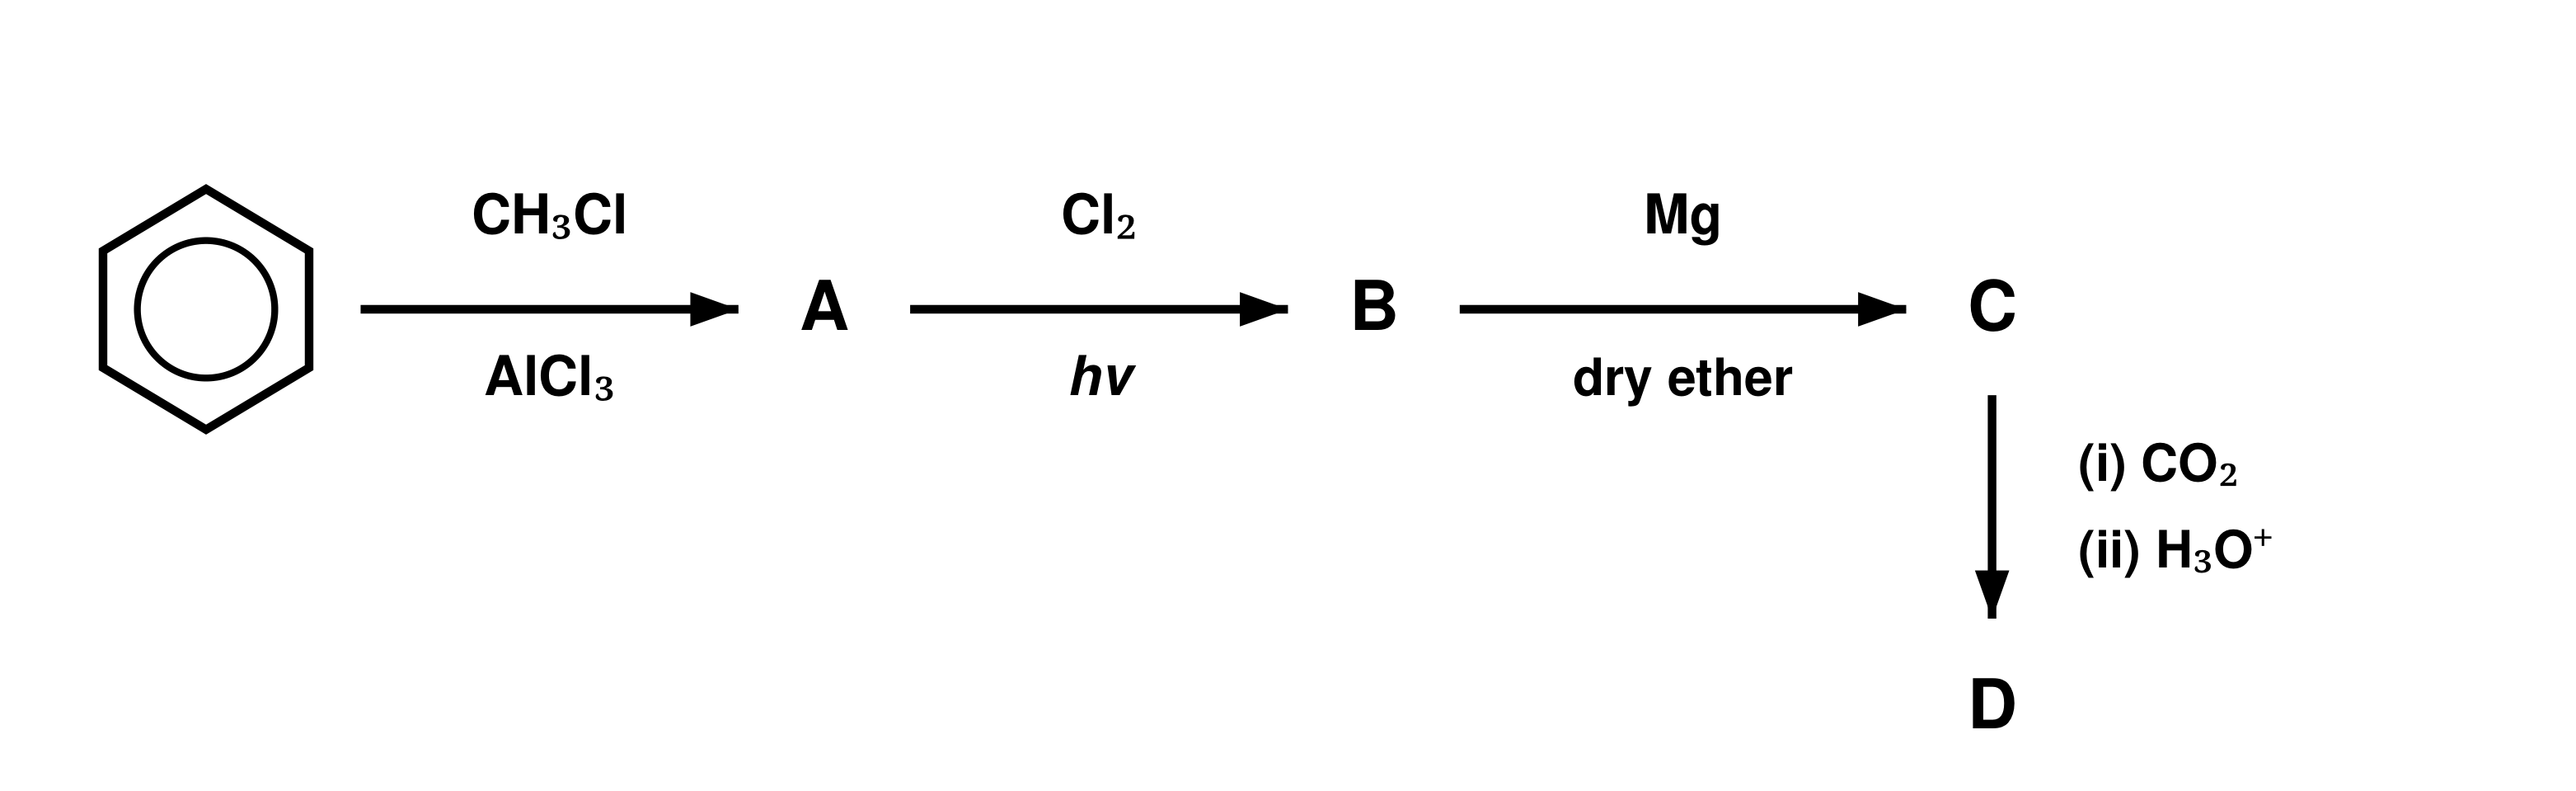 CH₃Cl
AlCl₃
A
Cl₂
hv
B
Mg
dry ether
C
(i) CO₂
(ii) H₃O⁺
D